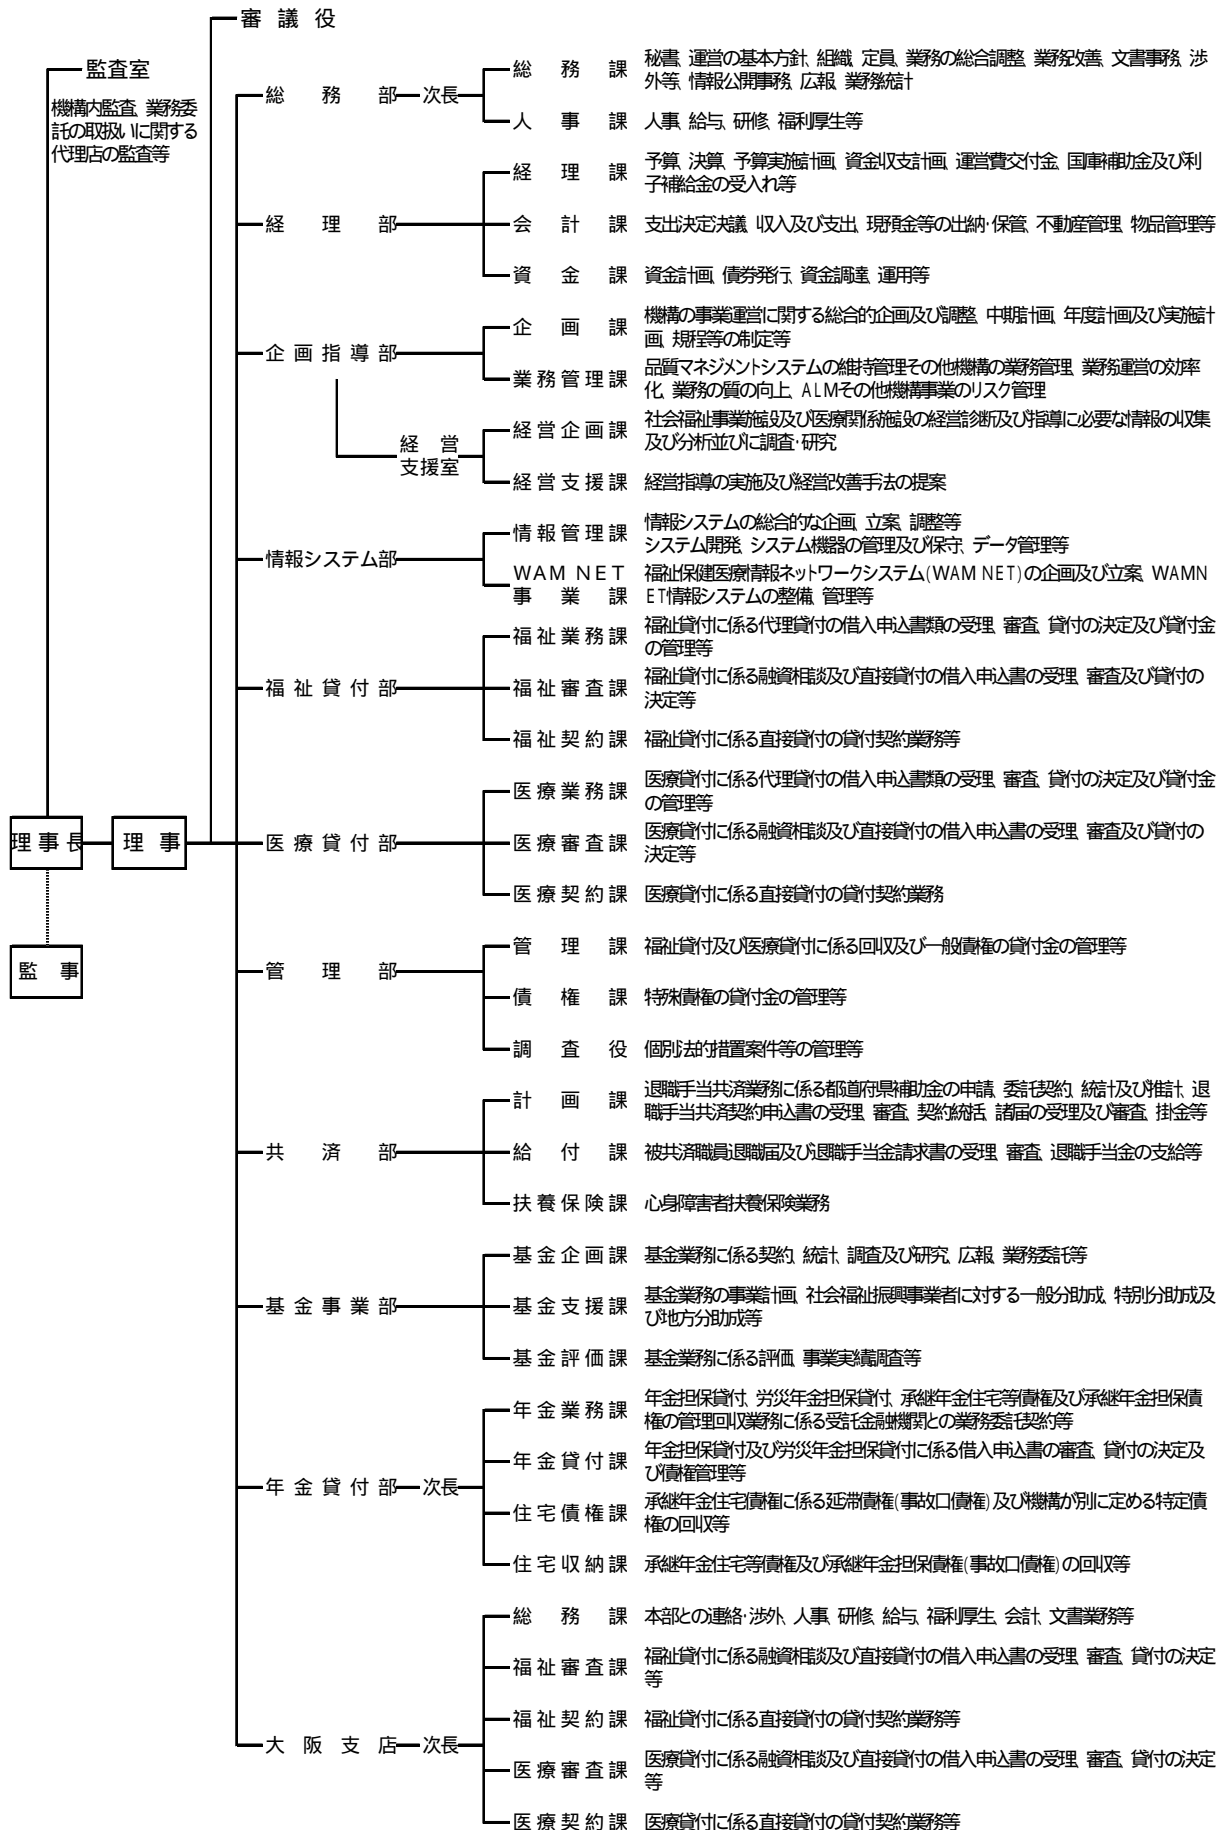 審議役
監査室
機構内監査、業務委
託の取扱いに関する
代理店の監査等
理事長
理事
監事
総務部
次長
総務課
秘書、運営の基本方針、組織、定員、業務の総合調整、業務改善、文書事務、渉
外等、情報公開事務、広報、業務統計
人事課
人事、給与、研修、福利厚生等
経理部
経理課
予算、決算、予算実施計画、資金収支計画、運営費交付金、国庫補助金及び利
子補給金の受入れ等
会計課
支出決定決議、収入及び支出、現預金等の出納・保管、不動産管理、物品管理等
資金課
資金計画、債券発行、資金調達、運用等
企画指導部
企画課
機構の事業運営に関する総合的企画及び調整、中期計画、年度計画及び実施計
画、規程等の制定等
業務管理課
品質マネジメントシステムの維持管理その他機構の業務管理、業務運営の効率
化、業務の質の向上、ALMその他機構事業のリスク管理
経営
支援室
経営企画課
社会福祉事業施設及び医療関係施設の経営診断及び指導に必要な情報の収集
及び分析並びに調査・研究
経営支援課
経営指導の実施及び経営改善手法の提案
情報システム部
情報管理課
情報システムの総合的な企画、立案、調整等
システム開発、システム機器の管理及び保守、データ管理等
WAM NET
事業課
福祉保健医療情報ネットワークシステム(WAM NET)の企画及び立案、WAMN
ET情報システムの整備、管理等
福祉貸付部
福祉業務課
福祉貸付に係る代理貸付の借入申込書類の受理、審査、貸付の決定及び貸付金
の管理等
福祉審査課
福祉貸付に係る融資相談及び直接貸付の借入申込書の受理、審査及び貸付の
決定等
福祉契約課
福祉貸付に係る直接貸付の貸付契約業務等
医療貸付部
医療業務課
医療貸付に係る代理貸付の借入申込書類の受理、審査、貸付の決定及び貸付金
の管理等
医療審査課
医療貸付に係る融資相談及び直接貸付の借入申込書の受理、審査及び貸付の
決定等
医療契約課
医療貸付に係る直接貸付の貸付契約業務
管理部
管理課
福祉貸付及び医療貸付に係る回収及び一般債権の貸付金の管理等
債権課
特殊債権の貸付金の管理等
調査役
個別法的措置案件等の管理等
共済部
計画課
退職手当共済業務に係る都道府県補助金の申請、委託契約、統計及び推計、退
職手当共済契約申込書の受理、審査、契約統括、諸届の受理及び審査、掛金等
給付課
被共済職員退職届及び退職手当金請求書の受理、審査、退職手当金の支給等
扶養保険課
心身障害者扶養保険業務
基金事業部
基金企画課
基金業務に係る契約、統計、調査及び研究、広報、業務委託等
基金支援課
基金業務の事業計画、社会福祉振興事業者に対する一般分助成、特別分助成及
び地方分助成等
基金評価課
基金業務に係る評価、事業実績調査等
年金貸付部
次長
年金業務課
年金担保貸付、労災年金担保貸付、承継年金住宅等債権及び承継年金担保債
権の管理回収業務に係る受託金融機関との業務委託契約等
年金貸付課
年金担保貸付及び労災年金担保貸付に係る借入申込書の審査、貸付の決定及
び債権管理等
住宅債権課
承継年金住宅債権に係る延滞債権(事故口債権)及び機構が別に定める特定債
権の回収等
住宅収納課
承継年金住宅等債権及び承継年金担保債権(事故口債権)の回収等
大阪支店
次長
総務課
本部との連絡・渉外、人事、研修、給与、福利厚生、会計、文書業務等
福祉審査課
福祉貸付に係る融資相談及び直接貸付の借入申込書の受理、審査、貸付の決定
等
福祉契約課
福祉貸付に係る直接貸付の貸付契約業務等
医療審査課
医療貸付に係る融資相談及び直接貸付の借入申込書の受理、審査、貸付の決定
等
医療契約課
医療貸付に係る直接貸付の貸付契約業務等